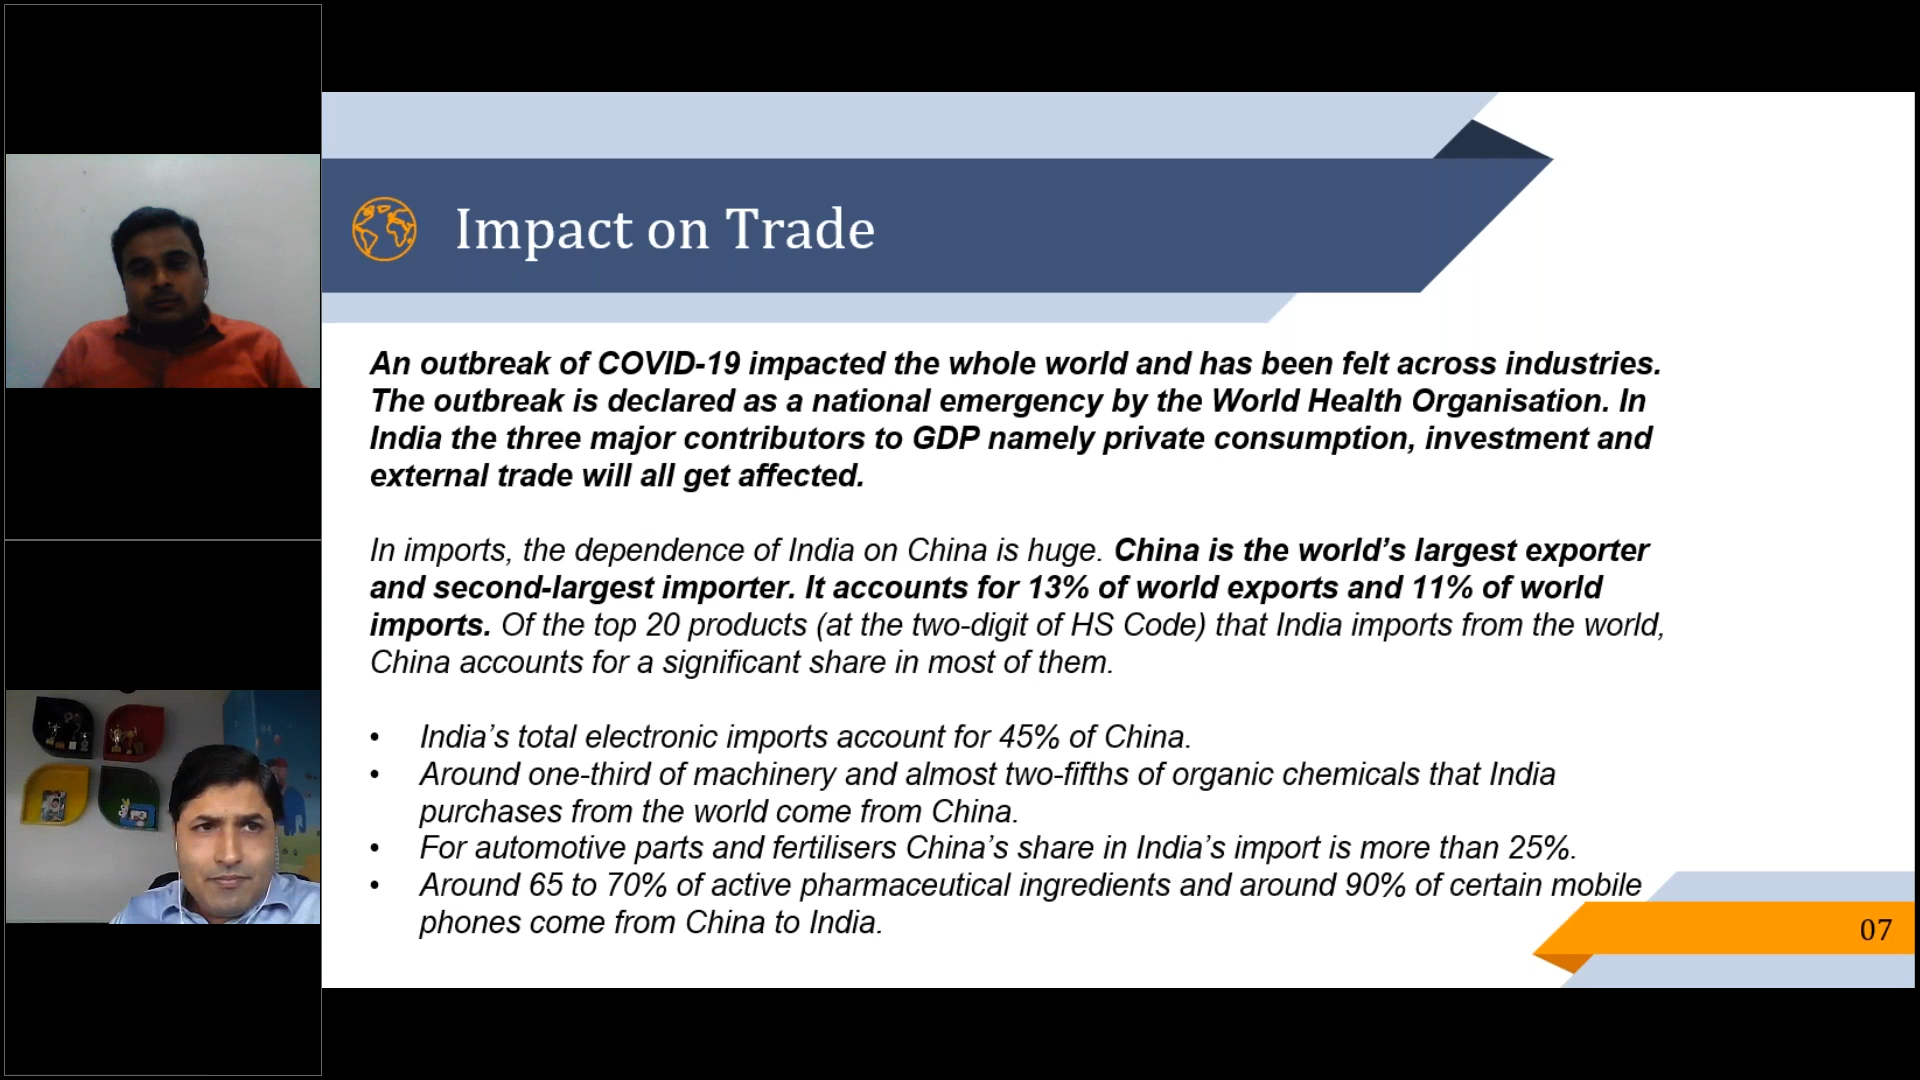 Impact on Trade
An outbreak of COVID-19 impacted the whole world and has been felt across industries.
The outbreak is declared as a national emergency by the World Health Organisation. In
India the three major contributors to GDP namely private consumption, investment and
external trade will all get affected.
In imports, the dependence of India on China is huge. China is the world’s largest exporter
and second-largest importer. It accounts for 13% of world exports and 11% of world
imports. Of the top 20 products (at the two-digit of HS Code) that India imports from the world,
China accounts for a significant share in most of them.
• India’s total electronic imports account for 45% of China.
• Around one-third of machinery and almost two-fifths of organic chemicals that India
purchases from the world come from China.
• For automotive parts and fertilisers China’s share in India’s import is more than 25%.
• Around 65 to 70% of active pharmaceutical ingredients and around 90% of certain mobile
phones come from China to India.
07